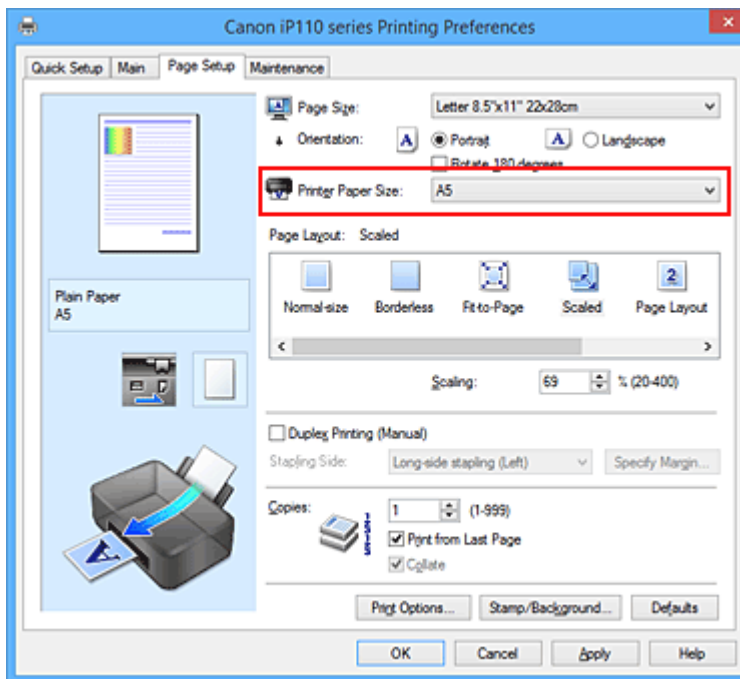 Canon iP110 series Printing Preferences
Quick Setup Main Page Setup Maintenance
Page Size: Letter 8.5"x11" 22x28cm
Orientation: A Portrait A Landscape
Rotate 180 degrees
Printer Paper Size: A5
Page Layout: Scaled
Normal-size Borderless Fit-to-Page Scaled Page Layout
Plain Paper
A5
Scaling: 69 % (20-400)
Duplex Printing (Manual)
Stapling Side: Long-side stapling (Left) Specify Margin...
Copies: 1 (1-999)
Print from Last Page
Collate
Print Options... Stamp/Background... Defaults
OK Cancel Apply Help